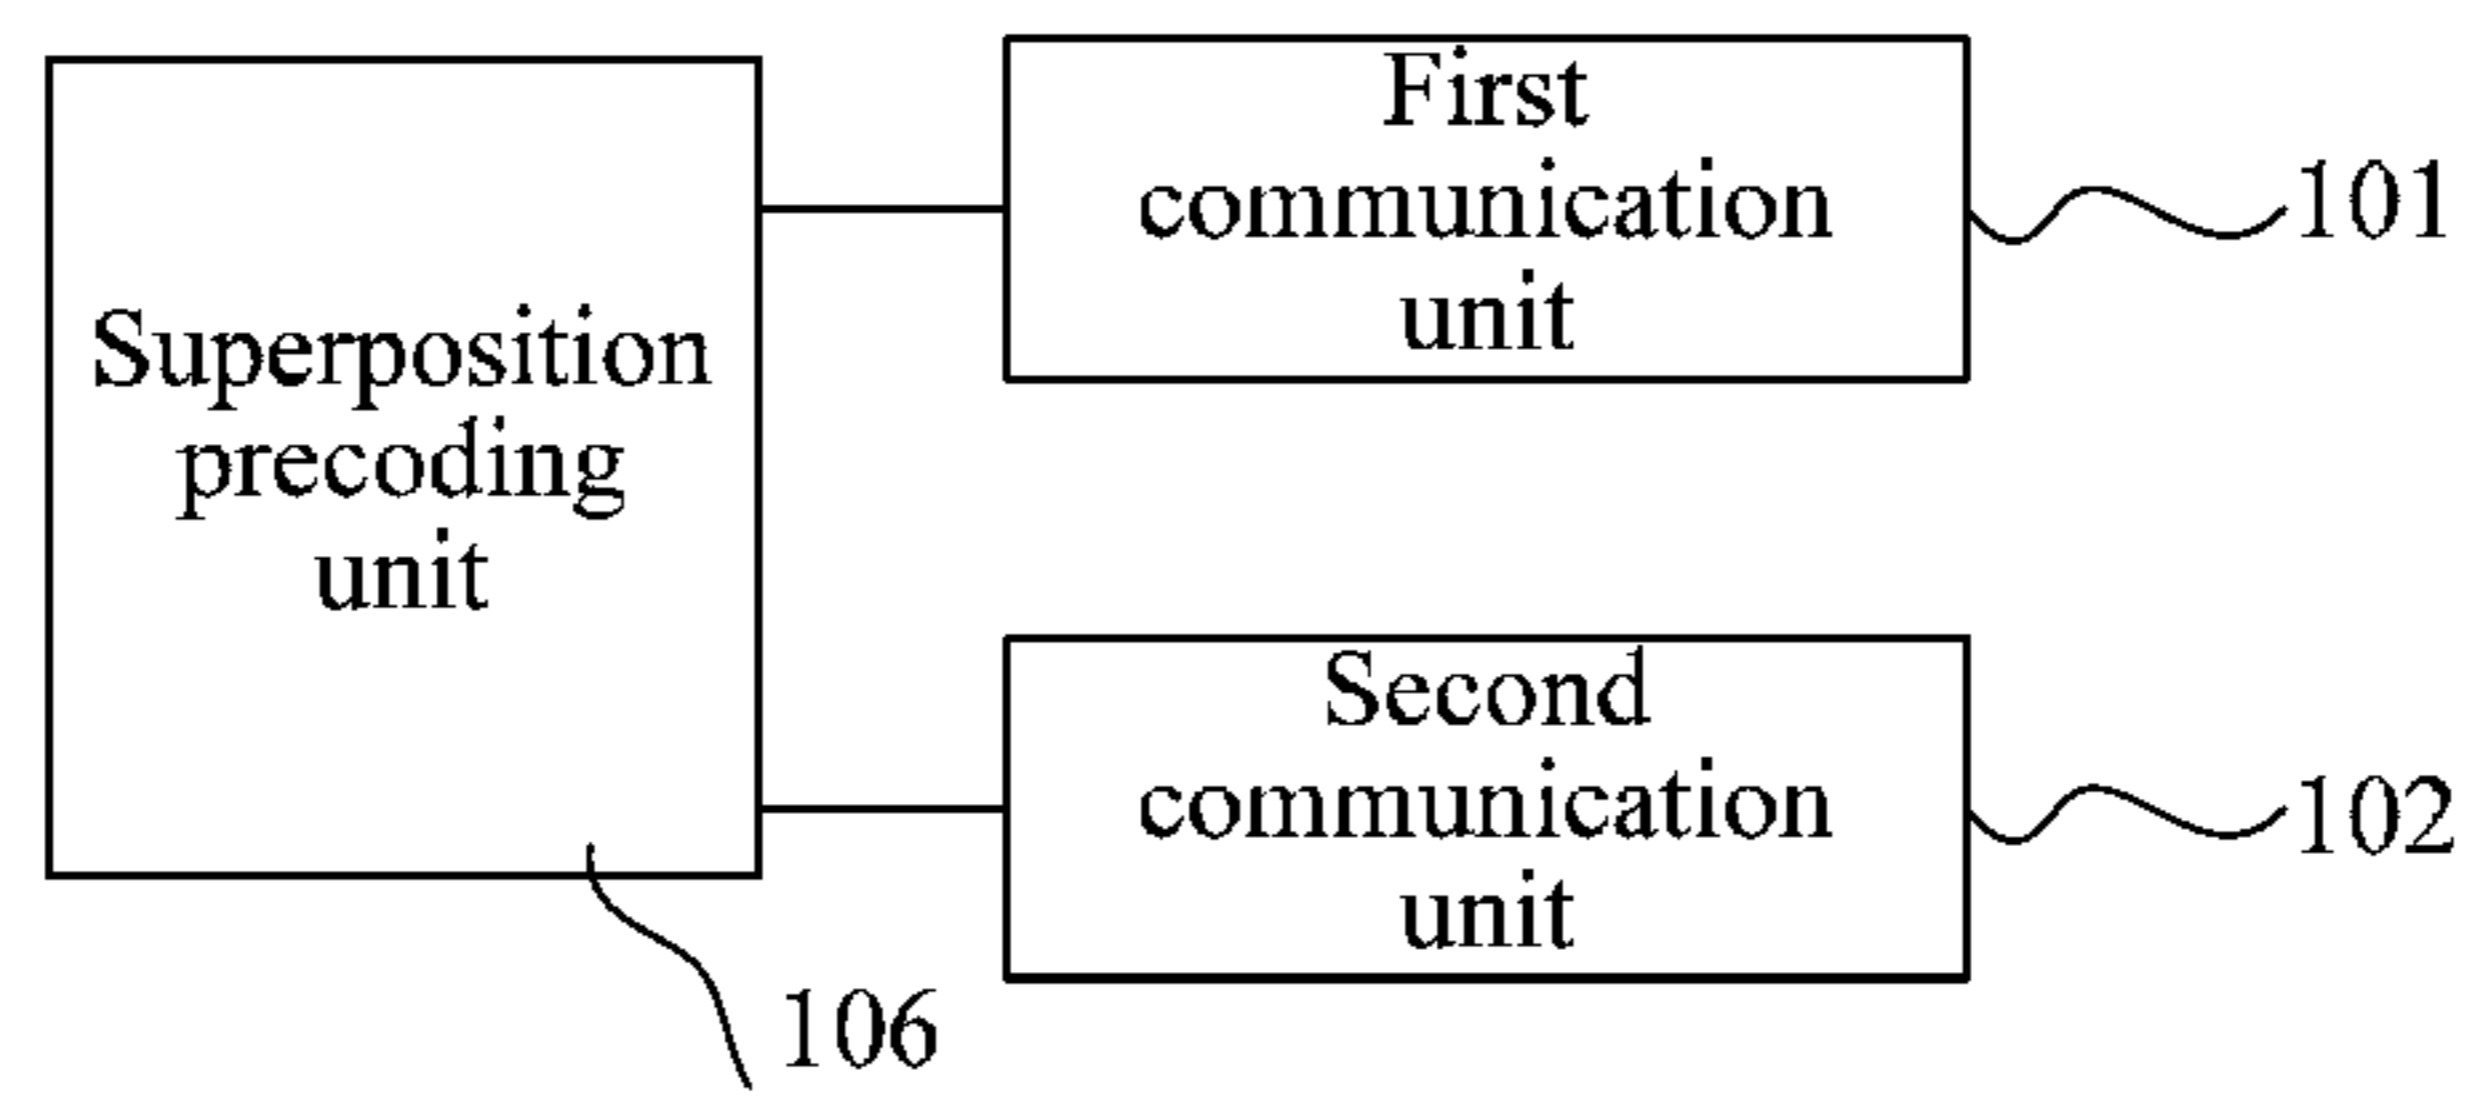 Superposition
precoding
unit
106
First
communication
unit
101
Second
communication
unit
102